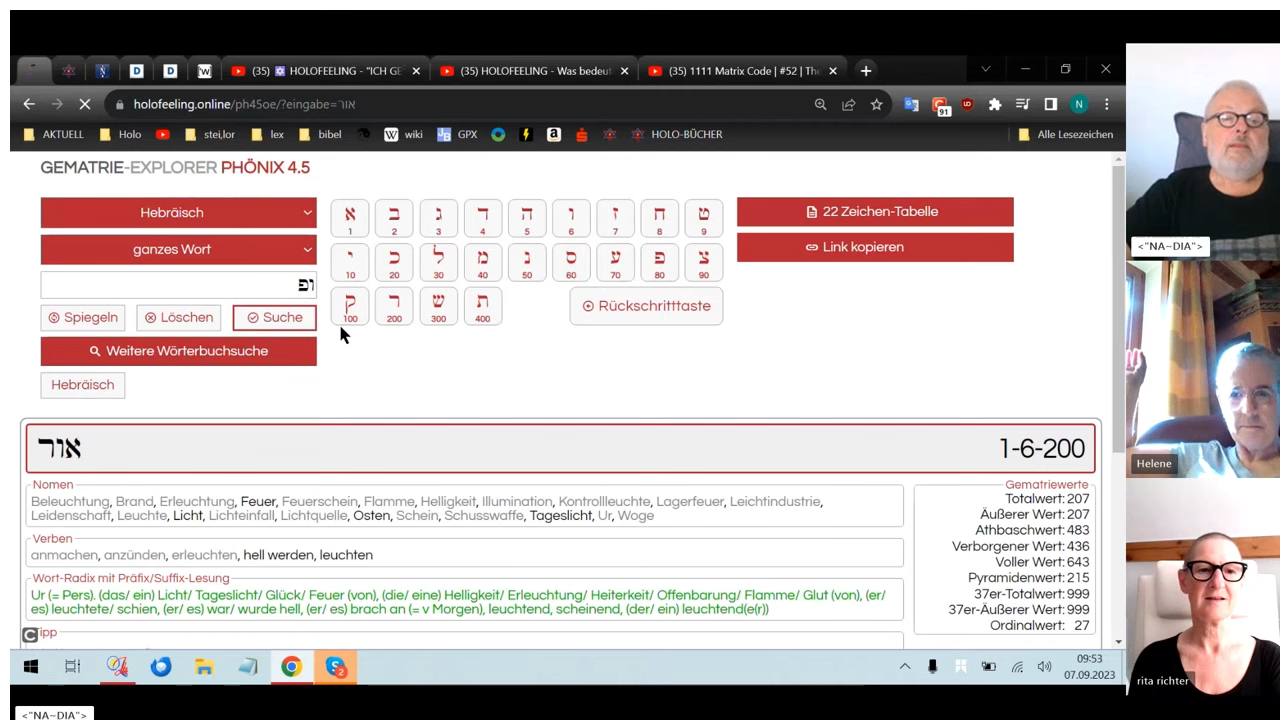 (35) HOLOFEELING - "ICH GE
(35) HOLOFEELING - Was bedeut
(35) 1111 Matrix Code | #52 | The
holofeeling.online/ph45oe/?eingabe=אור
91
N
AKTUELL Holo stei,lor lex bibel wiki GPX HOLO-BÜCHER Alle Lesezeichen
GEMATRIE-EXPLORER PHÖNIX 4.5
Hebräisch
ganzes Wort
ופ
Spiegeln Löschen Suche
Weitere Wörterbuchsuche
Hebräisch
א ב ג ד ה ו ז ח ט
1 2 3 4 5 6 7 8 9
י כ ל מ נ ס ע פ צ
10 20 30 40 50 60 70 80 90
ק ר ש ת
100 200 300 400
Rückschritttaste
22 Zeichen-Tabelle
Link kopieren
אור 1-6-200
Nomen
Beleuchtung, Brand, Erleuchtung, Feuer, Feuerschein, Flamme, Helligkeit, Illumination, Kontrollleuchte, Lagerfeuer, Leichtindustrie,
Leidenschaft, Leuchte, Licht, Lichteinfall, Lichtquelle, Osten, Schein, Schusswaffe, Tageslicht, Ur, Woge
Verben
anmachen, anzünden, erleuchten, hell werden, leuchten
Wort-Radix mit Präfix/Suffix-Lesung
Ur (= Pers). (das/ ein) Licht/ Tageslicht/ Glück/ Feuer (von), (die/ eine) Helligkeit/ Erleuchtung/ Heiterkeit/ Offenbarung/ Flamme/ Glut (von), (er/
es) leuchtete/ schien, (er/ es) war/ wurde hell, (er/ es) brach an (= v Morgen), leuchtend, scheinend, (der/ ein) leuchtend(e(r))
Tipp
Gematriewerte
Totalwert: 207
Äußerer Wert: 207
Athbaschwert: 483
Verborgener Wert: 436
Voller Wert: 643
Pyramidenwert: 215
37er-Totalwert: 999
37er-Äußerer Wert: 999
Ordinalwert: 27
09:53
07.09.2023
<"NA~DIA">
Helene
rita richter
<"NA~DIA">